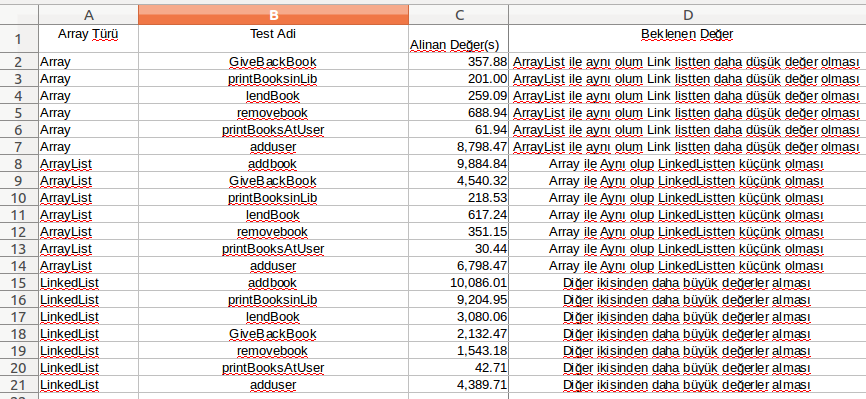 A B C D
1 Array Türü Test Adi Alinan Değer(s) Beklenen Değer
2 Array GiveBackBook 357.88 ArrayList ile aynı olum Link listten daha düşük değer olması
3 Array printBooksinLib 201.00 ArrayList ile aynı olum Link listten daha düşük değer olması
4 Array lendBook 259.09 ArrayList ile aynı olum Link listten daha düşük değer olması
5 Array removebook 688.94 ArrayList ile aynı olum Link listten daha düşük değer olması
6 Array printBooksAtUser 61.94 ArrayList ile aynı olum Link listten daha düşük değer olması
7 Array adduser 8,798.47 ArrayList ile aynı olum Link listten daha düşük değer olması
8 ArrayList addbook 9,884.84 Array ile Aynı olup LinkedListten küçünk olması
9 ArrayList GiveBackBook 4,540.32 Array ile Aynı olup LinkedListten küçünk olması
10 ArrayList printBooksinLib 218.53 Array ile Aynı olup LinkedListten küçünk olması
11 ArrayList lendBook 617.24 Array ile Aynı olup LinkedListten küçünk olması
12 ArrayList removebook 351.15 Array ile Aynı olup LinkedListten küçünk olması
13 ArrayList printBooksAtUser 30.44 Array ile Aynı olup LinkedListten küçünk olması
14 ArrayList adduser 6,798.47 Array ile Aynı olup LinkedListten küçünk olması
15 LinkedList addbook 10,086.01 Diğer ikisinden daha büyük değerler alması
16 LinkedList printBooksinLib 9,204.95 Diğer ikisinden daha büyük değerler alması
17 LinkedList lendBook 3,080.06 Diğer ikisinden daha büyük değerler alması
18 LinkedList GiveBackBook 2,132.47 Diğer ikisinden daha büyük değerler alması
19 LinkedList removebook 1,543.18 Diğer ikisinden daha büyük değerler alması
20 LinkedList printBooksAtUser 42.71 Diğer ikisinden daha büyük değerler alması
21 LinkedList adduser 4,389.71 Diğer ikisinden daha büyük değerler alması